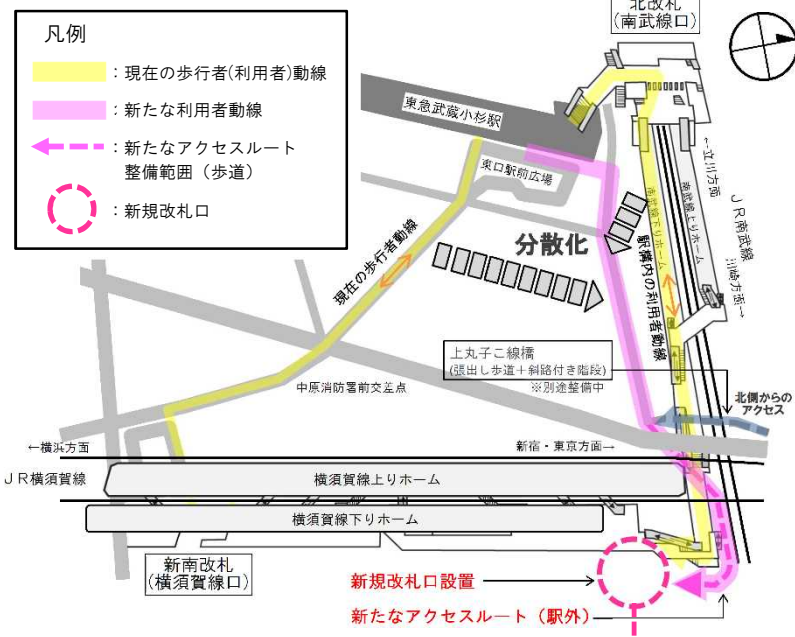 北改札
(南武線口)
凡例
：現在の歩行者(利用者)動線
：新たな利用者動線
：新たなアクセスルート
整備範囲（歩道）
：新規改札口
東急武蔵小杉駅
東口駅前広場
←立川方面
ＪＲ南武線
川崎方面→
南武線上りホーム
南武線下りホーム
駅構内の利用者動線
分散化
現在の歩行者動線
上丸子こ線橋
(張出し歩道＋斜路付き階段)
※別途整備中
北側からの
アクセス
中原消防署前交差点
←横浜方面
新宿・東京方面→
ＪＲ横須賀線
横須賀線上りホーム
横須賀線下りホーム
新南改札
(横須賀線口)
新規改札口設置
新たなアクセスルート（駅外）